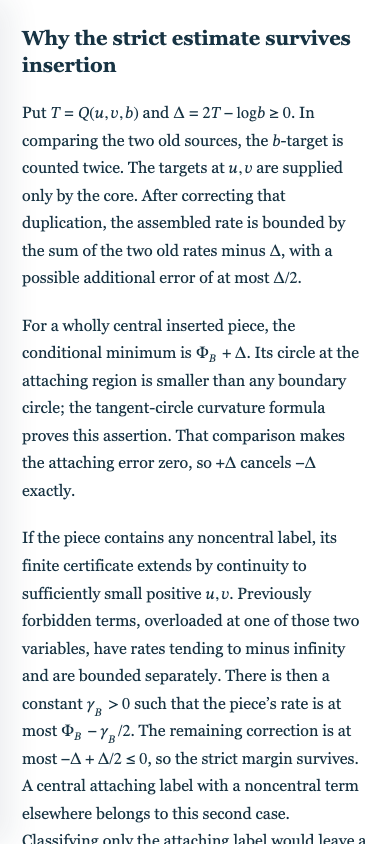 Why the strict estimate survives
insertion
Put T = Q(u,v,b) and Δ = 2T – logb ≥ 0. In
comparing the two old sources, the b-target is
counted twice. The targets at u,v are supplied
only by the core. After correcting that
duplication, the assembled rate is bounded by
the sum of the two old rates minus Δ, with a
possible additional error of at most Δ/2.
For a wholly central inserted piece, the
conditional minimum is Φ_B + Δ. Its circle at the
attaching region is smaller than any boundary
circle; the tangent-circle curvature formula
proves this assertion. That comparison makes
the attaching error zero, so +Δ cancels −Δ
exactly.
If the piece contains any noncentral label, its
finite certificate extends by continuity to
sufficiently small positive u,v. Previously
forbidden terms, overloaded at one of those two
variables, have rates tending to minus infinity
and are bounded separately. There is then a
constant γ_B > 0 such that the piece’s rate is at
most Φ_B − γ_B/2. The remaining correction is at
most −Δ + Δ/2 ≤ 0, so the strict margin survives.
A central attaching label with a noncentral term
elsewhere belongs to this second case.
Classifying only the attaching label would leave a